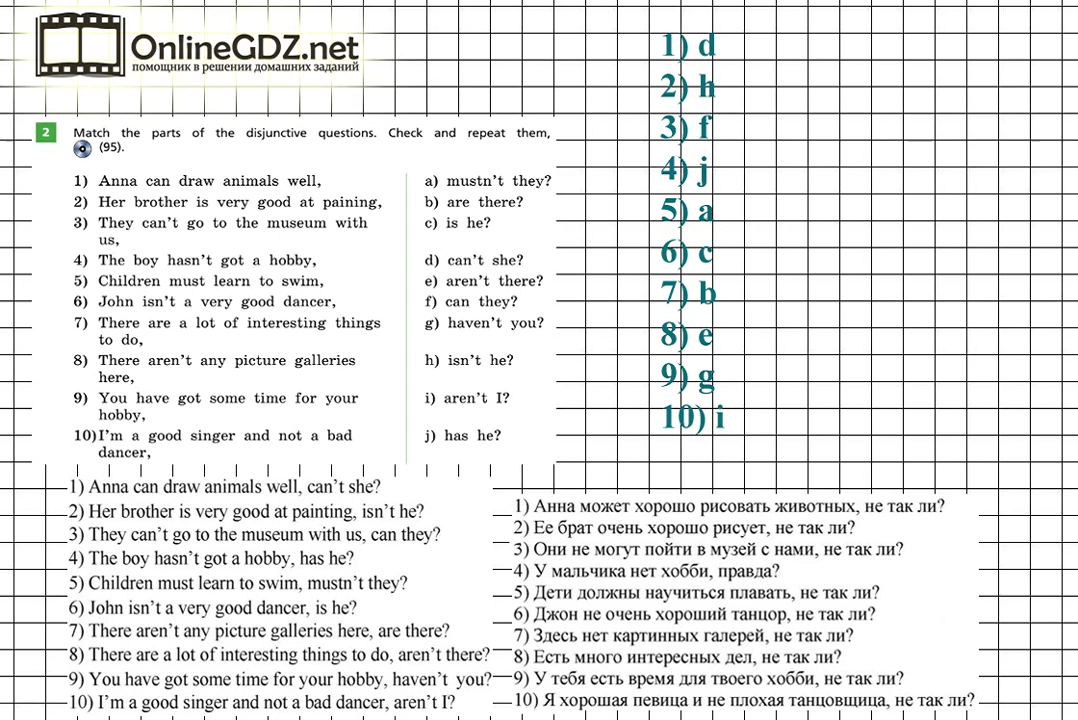 OnlineGDZ.net
помощник в решении домашних заданий
2 Match the parts of the disjunctive questions. Check and repeat them,
(95).
1) Anna can draw animals well,
2) Her brother is very good at paining,
3) They can't go to the museum with
us,
4) The boy hasn't got a hobby,
5) Children must learn to swim,
6) John isn't a very good dancer,
7) There are a lot of interesting things
to do,
8) There aren't any picture galleries
here,
9) You have got some time for your
hobby,
10) I'm a good singer and not a bad
dancer,
a) mustn't they?
b) are there?
c) is he?
d) can't she?
e) aren't there?
f) can they?
g) haven't you?
h) isn't he?
i) aren't I?
j) has he?
1) d
2) h
3) f
4) j
5) a
6) c
7) b
8) e
9) g
10) i
1) Anna can draw animals well, can't she?
2) Her brother is very good at painting, isn't he?
3) They can't go to the museum with us, can they?
4) The boy hasn't got a hobby, has he?
5) Children must learn to swim, mustn't they?
6) John isn't a very good dancer, is he?
7) There aren't any picture galleries here, are there?
8) There are a lot of interesting things to do, aren't there?
9) You have got some time for your hobby, haven't you?
10) I'm a good singer and not a bad dancer, aren't I?
1) Анна может хорошо рисовать животных, не так ли?
2) Ее брат очень хорошо рисует, не так ли?
3) Они не могут пойти в музей с нами, не так ли?
4) У мальчика нет хобби, правда?
5) Дети должны научиться плавать, не так ли?
6) Джон не очень хороший танцор, не так ли?
7) Здесь нет картинных галерей, не так ли?
8) Есть много интересных дел, не так ли?
9) У тебя есть время для твоего хобби, не так ли?
10) Я хорошая певица и не плохая танцовщица, не так ли?